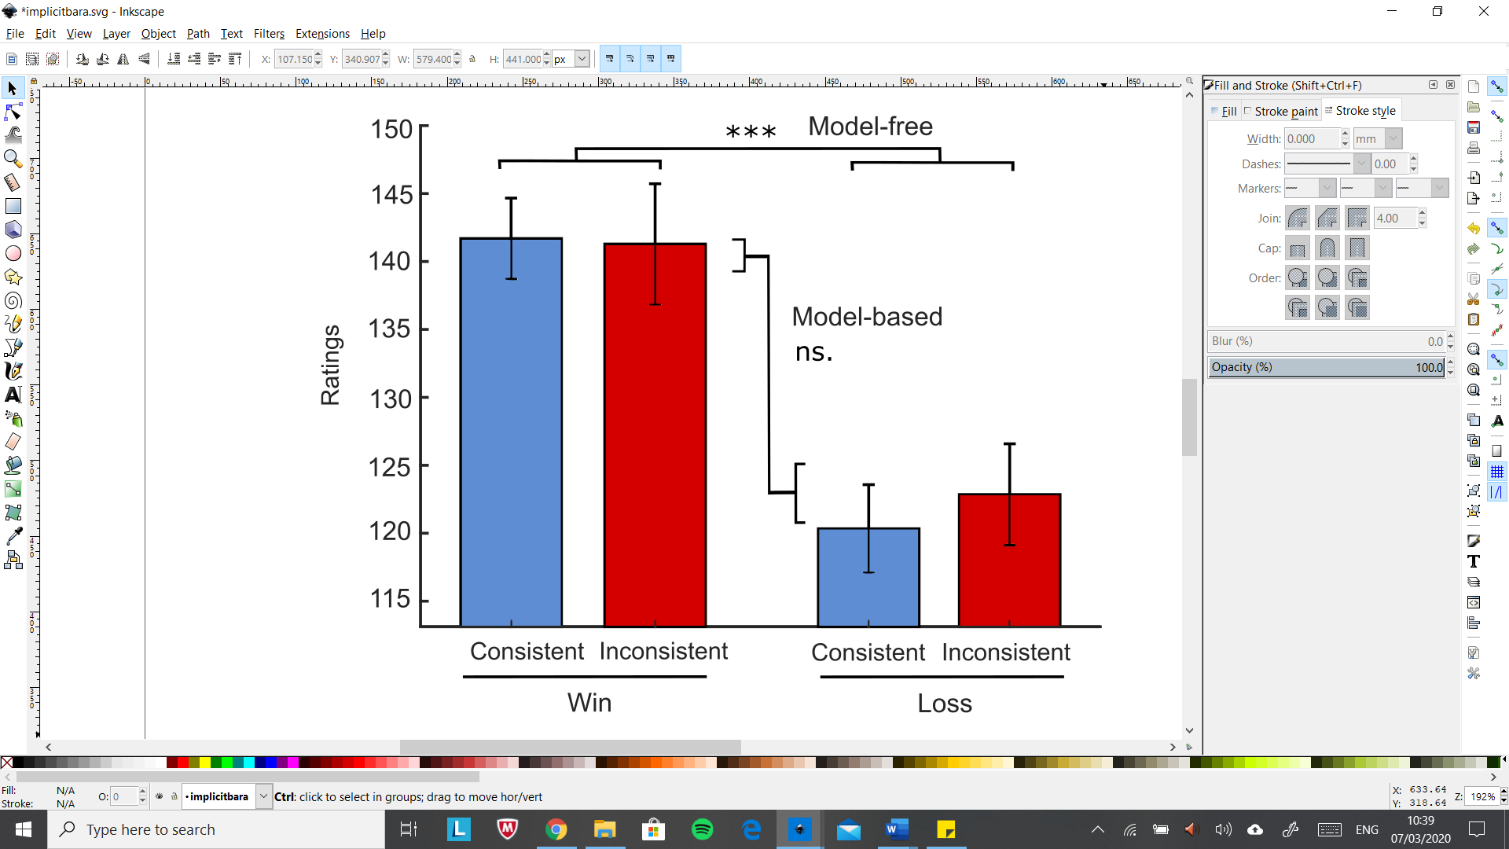 *implicitbara.svg - Inkscape
File Edit View Layer Object Path Text Filters Extensions Help
X: 107.150 Y: 340.907 W: 579.400 H: 441.000 px
Fill and Stroke (Shift+Ctrl+F)
Fill Stroke paint Stroke style
Width: 0.000 mm
Dashes: 0.00
Markers:
Join: 4.00
Cap:
Order:
Blur (%) 0.0
Opacity (%) 100.0
*** Model-free
150
145
140
135
130
125
120
115
Ratings
Model-based
ns.
Consistent Inconsistent Consistent Inconsistent
Win Loss
Fill: N/A
Stroke: N/A
O: 0
•implicitbara
Ctrl: click to select in groups; drag to move hor/vert
X: 633.64
Y: 318.64
Z: 192%
Type here to search
ENG
10:39
07/03/2020